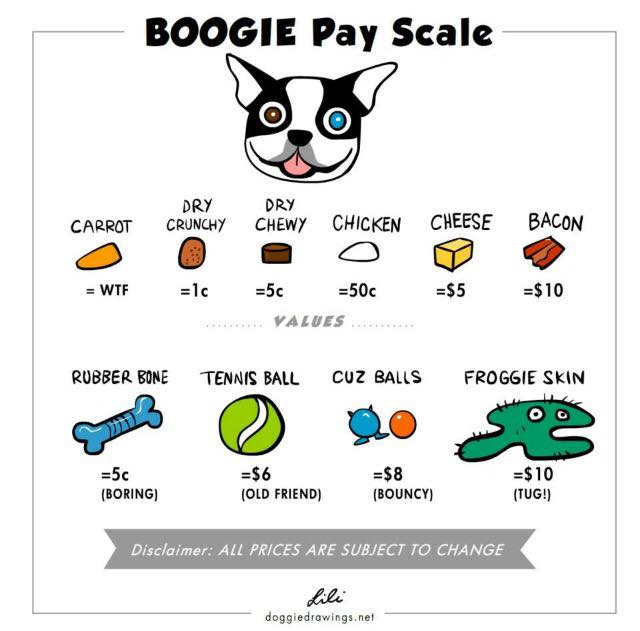 BOOGIE Pay Scale
CARROT
DRY
CRUNCHY
DRY
CHEWY
CHICKEN
CHEESE
BACON
= WTF
=1c
=5c
=50c
=$5
=$10
VALUES
RUBBER BONE
TENNIS BALL
CUZ BALLS
FROGGIE SKIN
=5c
(BORING)
=$6
(OLD FRIEND)
=$8
(BOUNCY)
=$10
(TUG!)
Disclaimer: ALL PRICES ARE SUBJECT TO CHANGE
Lili
doggiedrawings.net